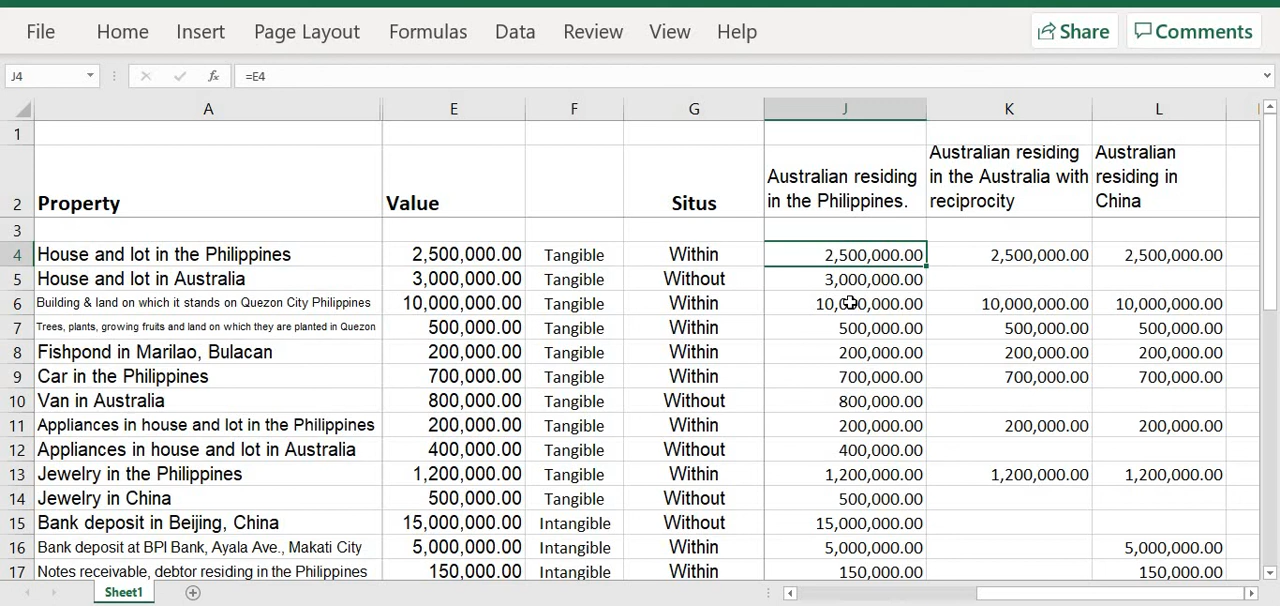 File Home Insert Page Layout Formulas Data Review View Help Share Comments
J4 fx =E4
A E F G J K L
1
2 Property Value Situs Australian residing in the Philippines. Australian residing in the Australia with reciprocity Australian residing in China
3
4 House and lot in the Philippines 2,500,000.00 Tangible Within 2,500,000.00 2,500,000.00 2,500,000.00
5 House and lot in Australia 3,000,000.00 Tangible Without 3,000,000.00
6 Building & land on which it stands on Quezon City Philippines 10,000,000.00 Tangible Within 10,000,000.00 10,000,000.00 10,000,000.00
7 Trees, plants, growing fruits and land on which they are planted in Quezon 500,000.00 Tangible Within 500,000.00 500,000.00 500,000.00
8 Fishpond in Marilao, Bulacan 200,000.00 Tangible Within 200,000.00 200,000.00 200,000.00
9 Car in the Philippines 700,000.00 Tangible Within 700,000.00 700,000.00 700,000.00
10 Van in Australia 800,000.00 Tangible Without 800,000.00
11 Appliances in house and lot in the Philippines 200,000.00 Tangible Within 200,000.00 200,000.00 200,000.00
12 Appliances in house and lot in Australia 400,000.00 Tangible Without 400,000.00
13 Jewelry in the Philippines 1,200,000.00 Tangible Within 1,200,000.00 1,200,000.00 1,200,000.00
14 Jewelry in China 500,000.00 Tangible Without 500,000.00
15 Bank deposit in Beijing, China 15,000,000.00 Intangible Without 15,000,000.00
16 Bank deposit at BPI Bank, Ayala Ave., Makati City 5,000,000.00 Intangible Within 5,000,000.00 5,000,000.00
17 Notes receivable, debtor residing in the Philippines 150,000.00 Intangible Within 150,000.00 150,000.00
Sheet1